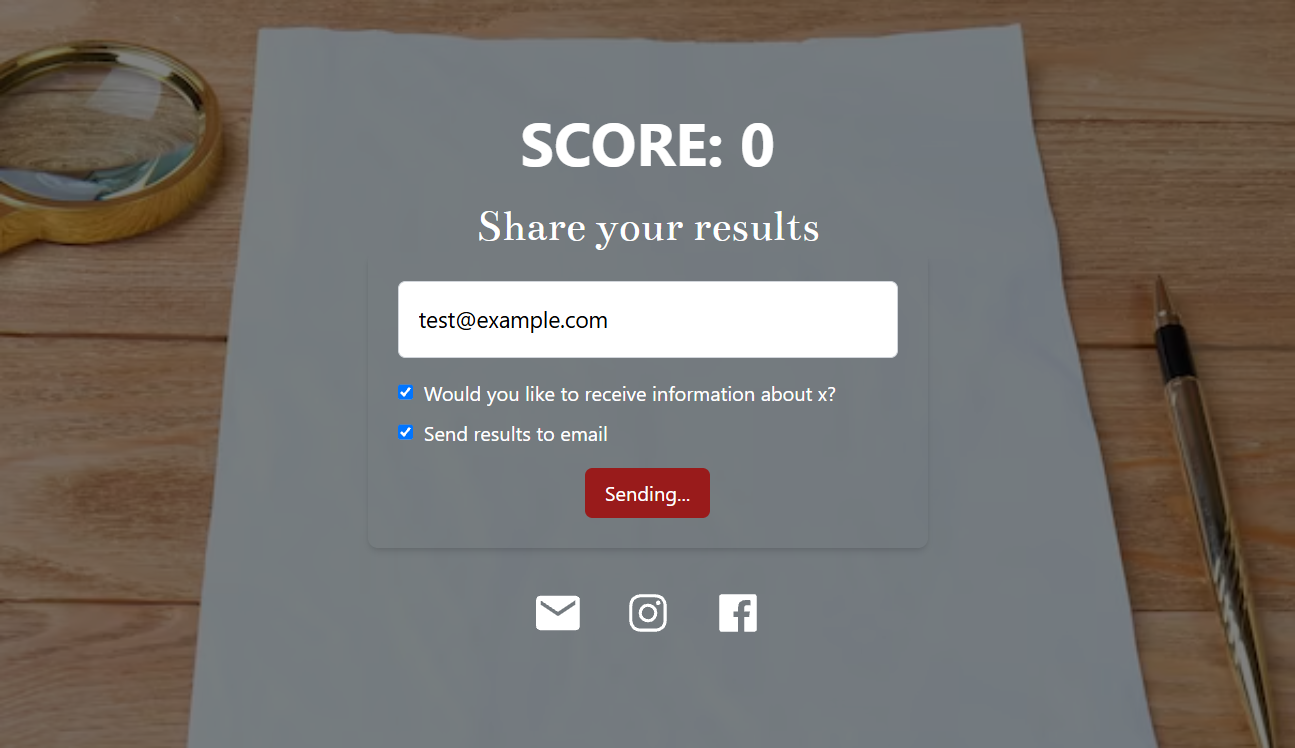 SCORE: 0
Share your results
test@example.com
Would you like to receive information about x?
Send results to email
Sending...